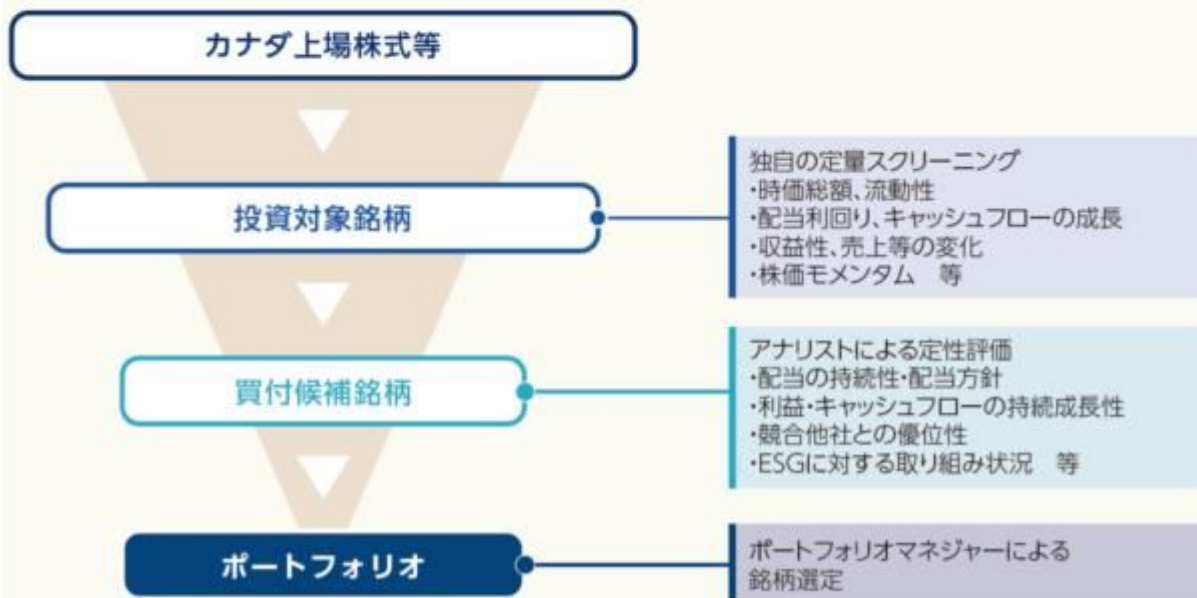 カナダ上場株式等
投資対象銘柄
独自の定量スクリーニング
・時価総額、流動性
・配当利回り、キャッシュフローの成長
・収益性、売上等の変化
・株価モメンタム　等
買付候補銘柄
アナリストによる定性評価
・配当の持続性・配当方針
・利益・キャッシュフローの持続成長性
・競合他社との優位性
・ESGに対する取り組み状況　等
ポートフォリオ
ポートフォリオマネジャーによる
銘柄選定